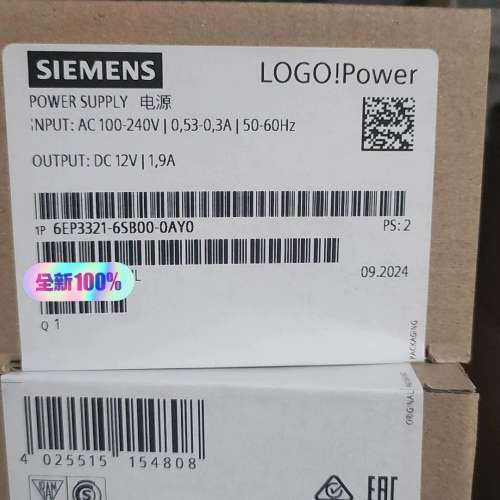 SIEMENS
LOGO!Power
POWER SUPPLY 电源
INPUT: AC 100-240V | 0,53-0,3A | 50-60Hz
OUTPUT: DC 12V | 1,9A
1P 6EP3321-6SB00-0AY0
PS: 2
全新100%
09.2024
Q 1
PACKAGING
ORIGINAL
4 025515 154808
EAC